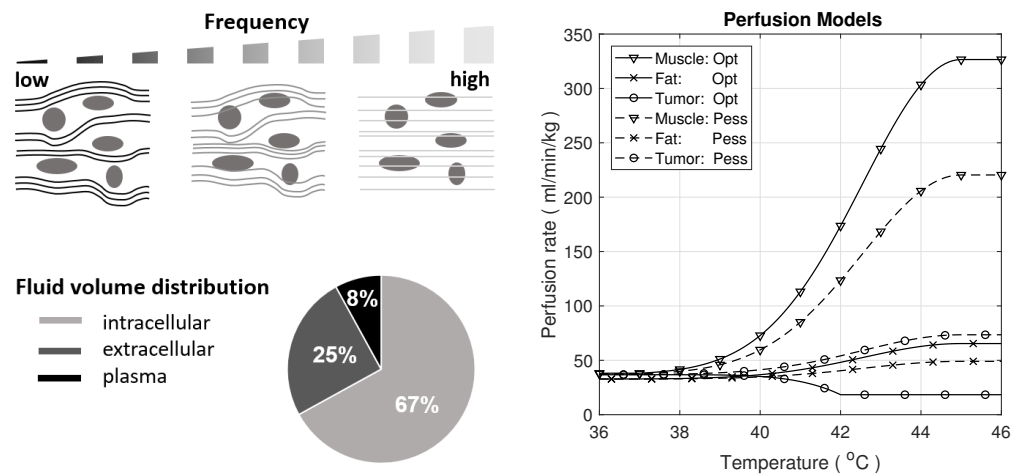 Frequency
low
high
Fluid volume distribution
intracellular
extracellular
plasma
8%
25%
67%
Perfusion Models
Muscle: Opt
Fat: Opt
Tumor: Opt
Muscle: Pess
Fat: Pess
Tumor: Pess
Perfusion rate ( ml/min/kg )
350
300
250
200
150
100
50
0
36
38
40
42
44
46
Temperature ( °C )